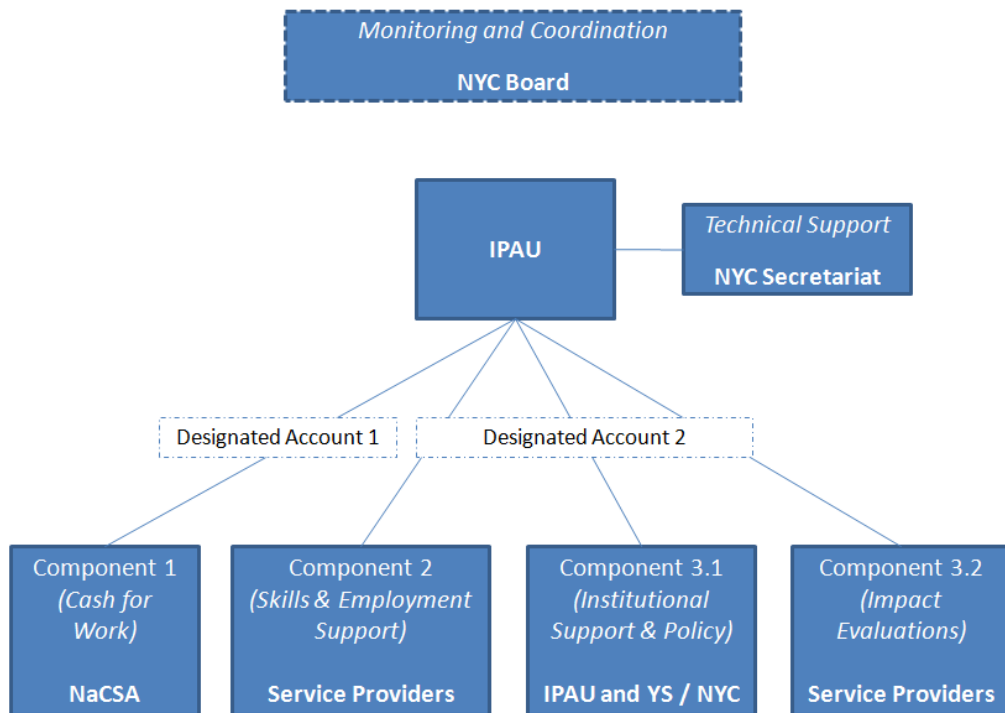 Monitoring and Coordination
NYC Board
IPAU
Technical Support
NYC Secretariat
Designated Account 1
Designated Account 2
Component 1
(Cash for
Work)
NaCSA
Component 2
(Skills & Employment
Support)
Service Providers
Component 3.1
(Institutional
Support & Policy)
IPAU and YS / NYC
Component 3.2
(Impact
Evaluations)
Service Providers